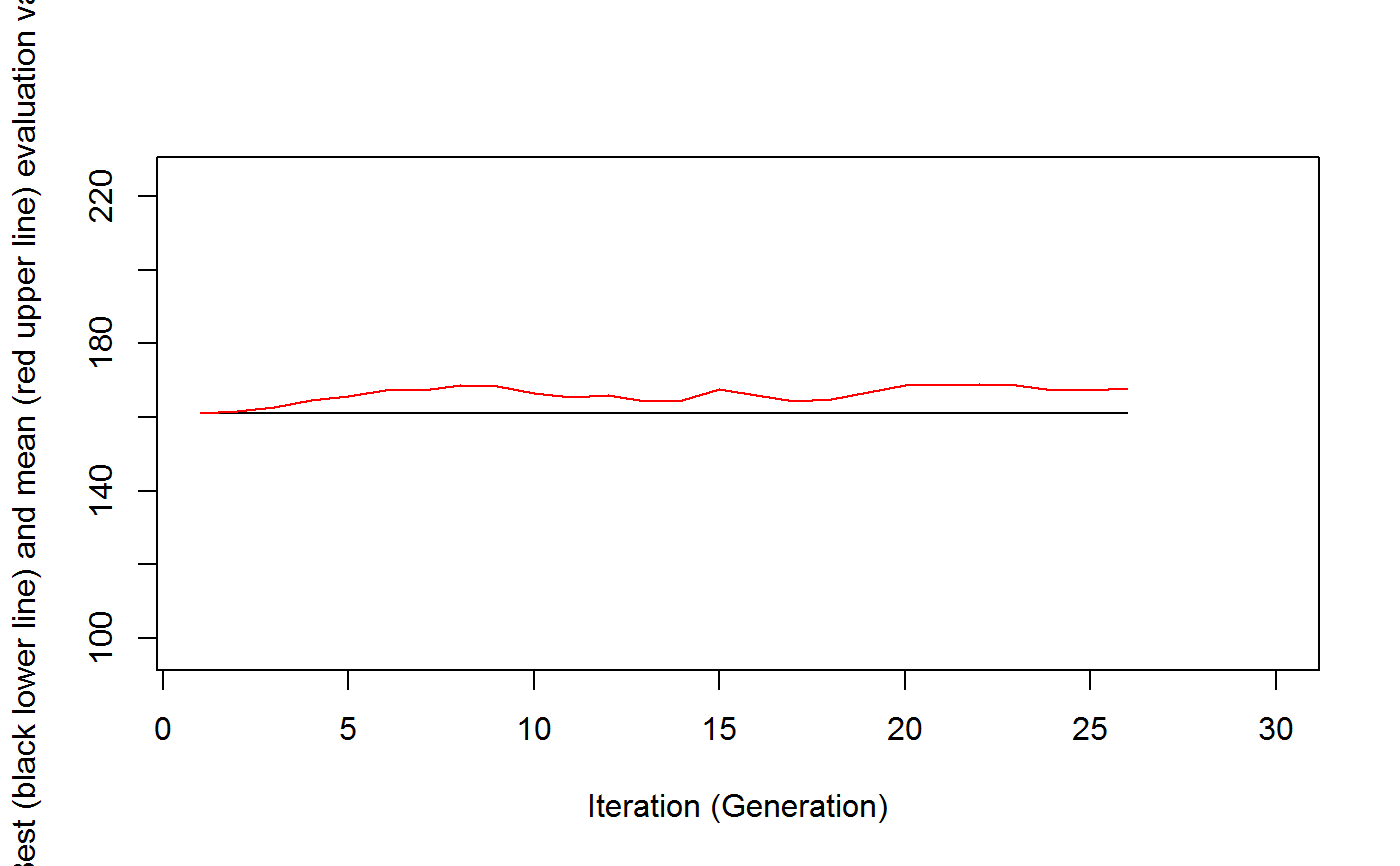 Best (black lower line) and mean (red upper line) evaluation va
220
180
140
100
0 5 10 15 20 25 30
Iteration (Generation)